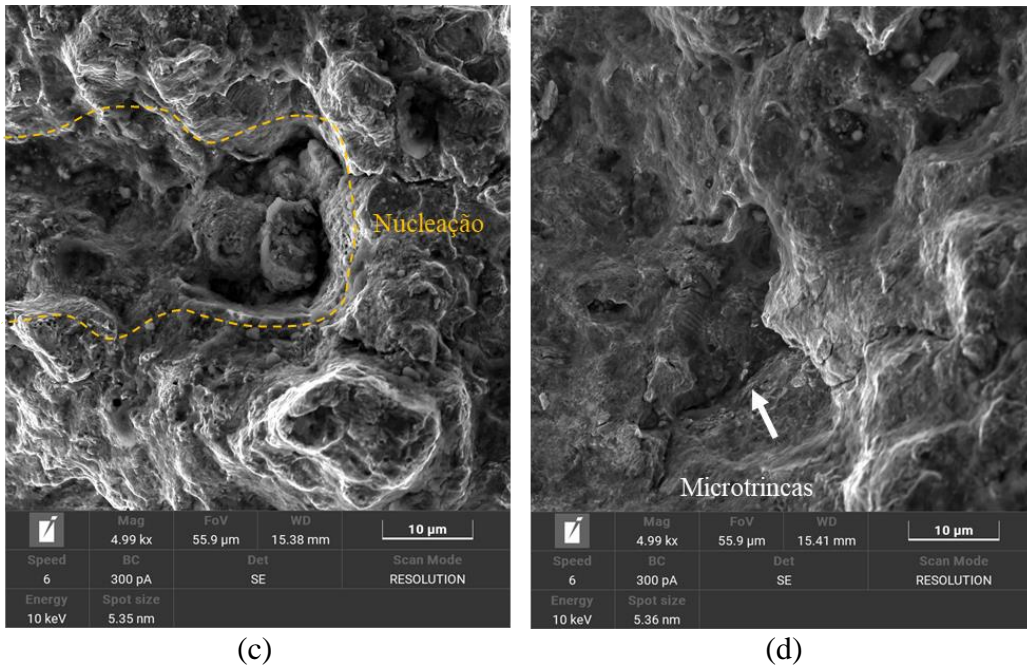 Nucleação
Mag FoV WD
4.99 kx 55.9 µm 15.38 mm 10 µm
Speed BC Det Scan Mode
6 300 pA SE RESOLUTION
Energy Spot size
10 keV 5.35 nm
(c)
Microtrincas
Mag FoV WD
4.99 kx 55.9 µm 15.41 mm 10 µm
Speed BC Det Scan Mode
6 300 pA SE RESOLUTION
Energy Spot size
10 keV 5.36 nm
(d)